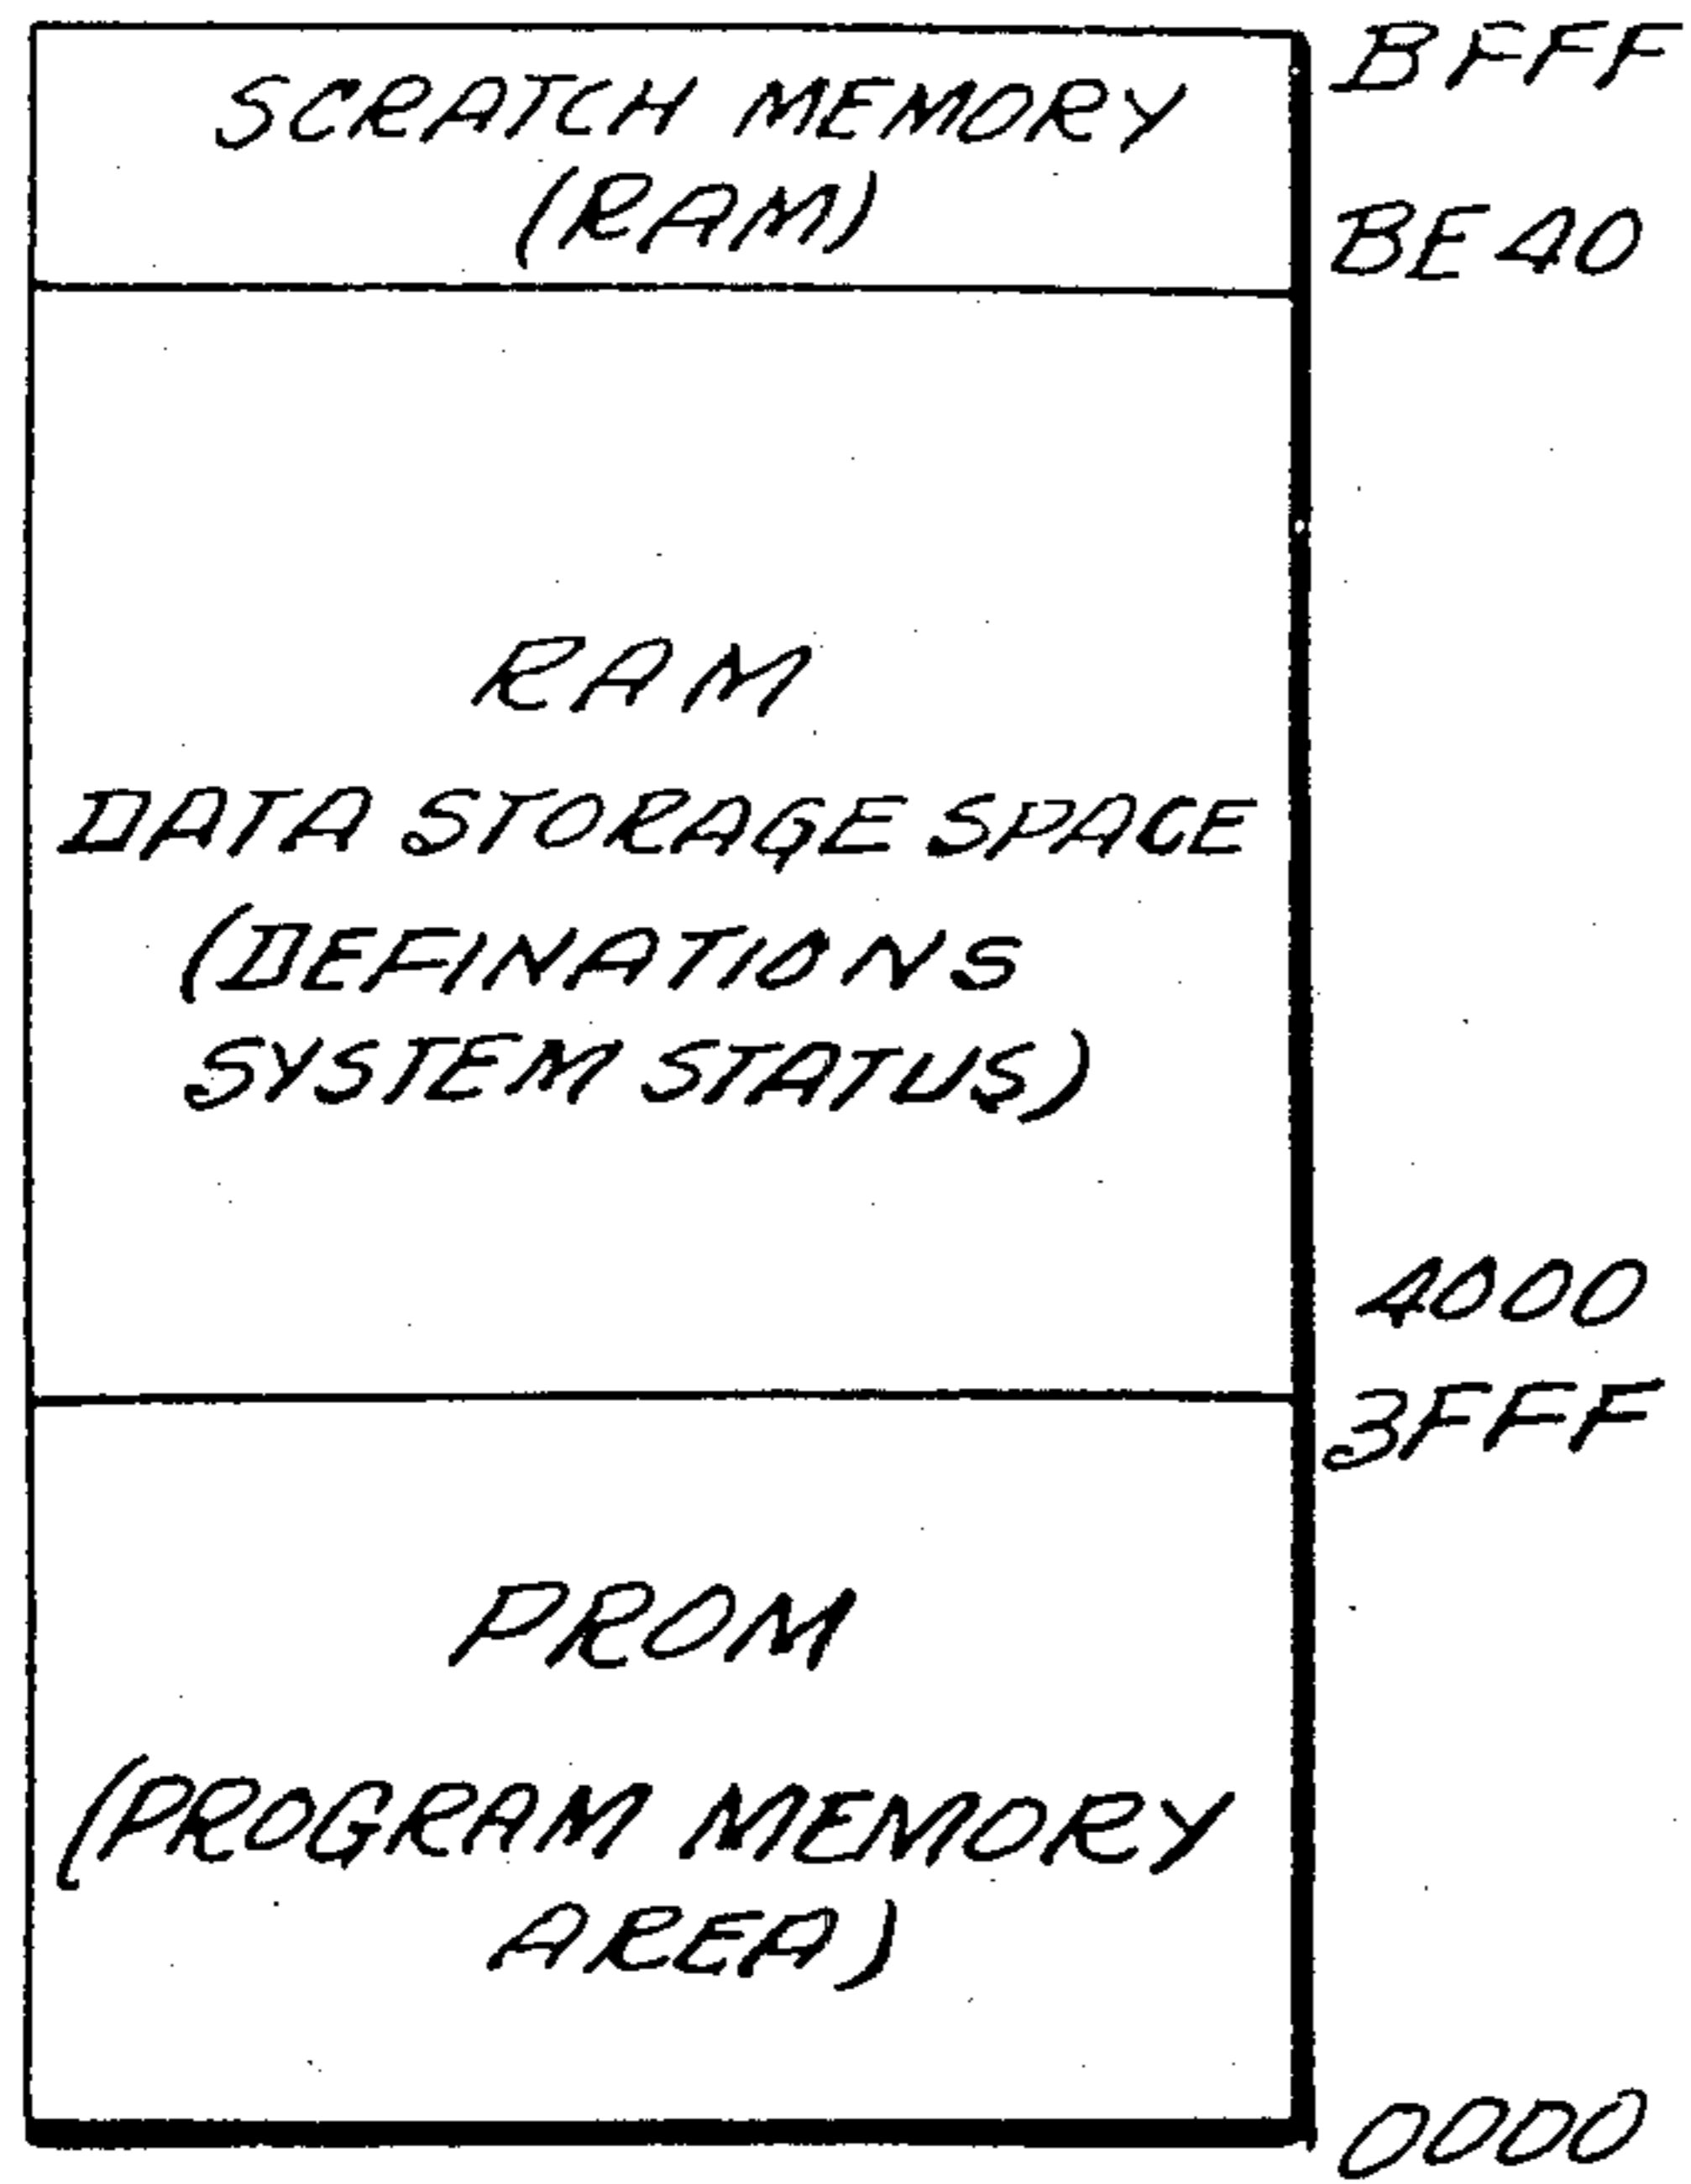 SCRATCH MEMORY
(RAM)
BFFF
BE40
RAM
DATA STORAGE SPACE
(DEFINATIONS
SYSTEM STATUS)
4000
3FFF
PROM
(PROGRAM MEMORY
AREA)
0000